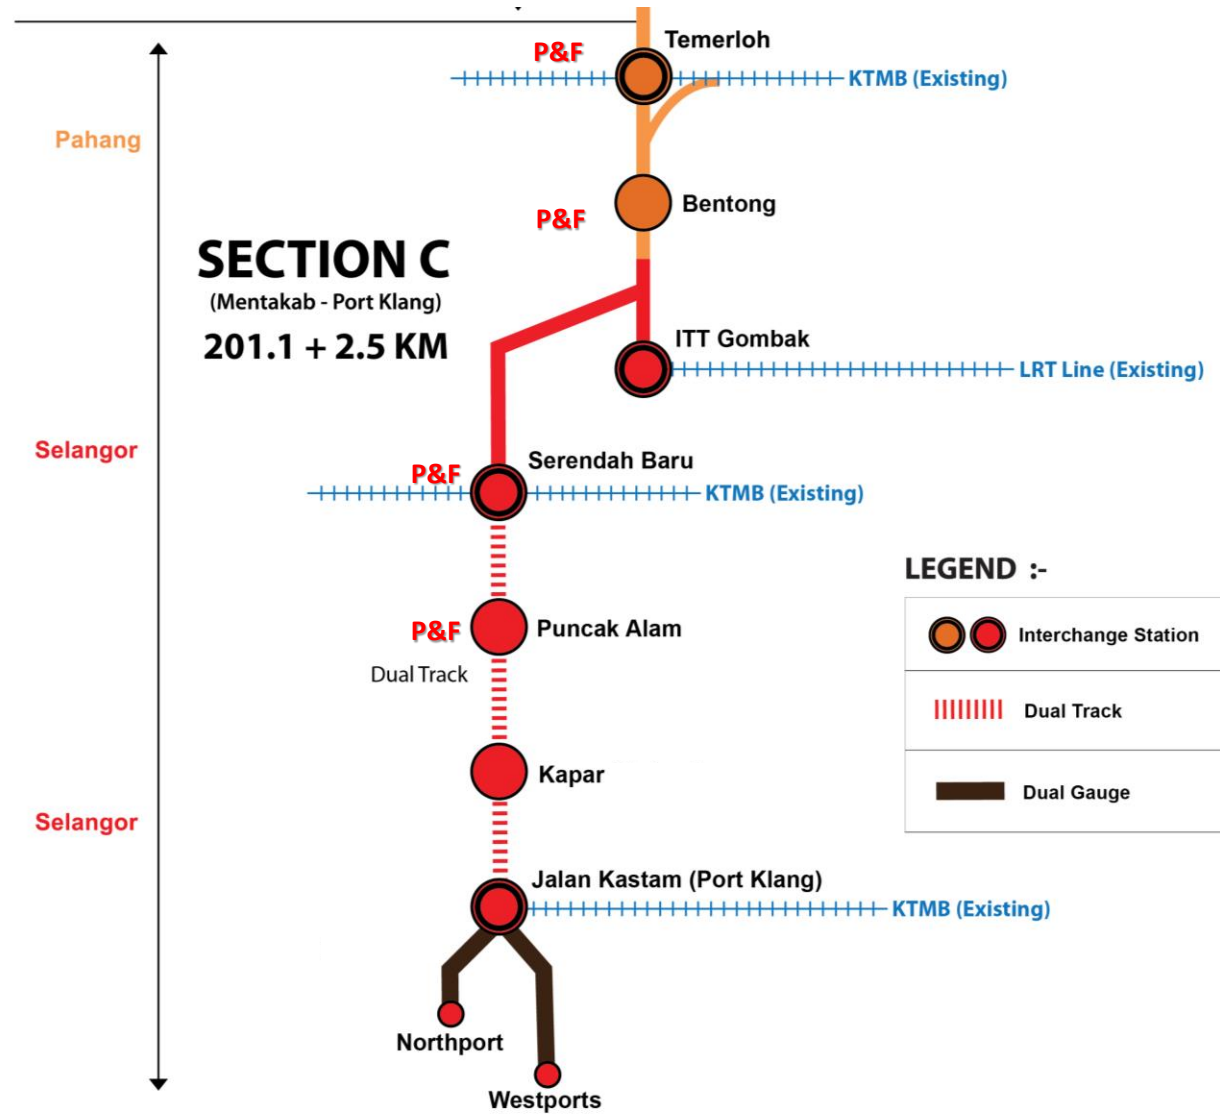 Temerloh
P&F
KTMB (Existing)
Pahang
Bentong
P&F
SECTION C
(Mentakab - Port Klang)
201.1 + 2.5 KM
ITT Gombak
LRT Line (Existing)
Selangor
Serendah Baru
P&F
KTMB (Existing)
LEGEND :-
Interchange Station
Dual Track
Dual Gauge
P&F
Puncak Alam
Dual Track
Kapar
Selangor
Jalan Kastam (Port Klang)
KTMB (Existing)
Northport
Westports